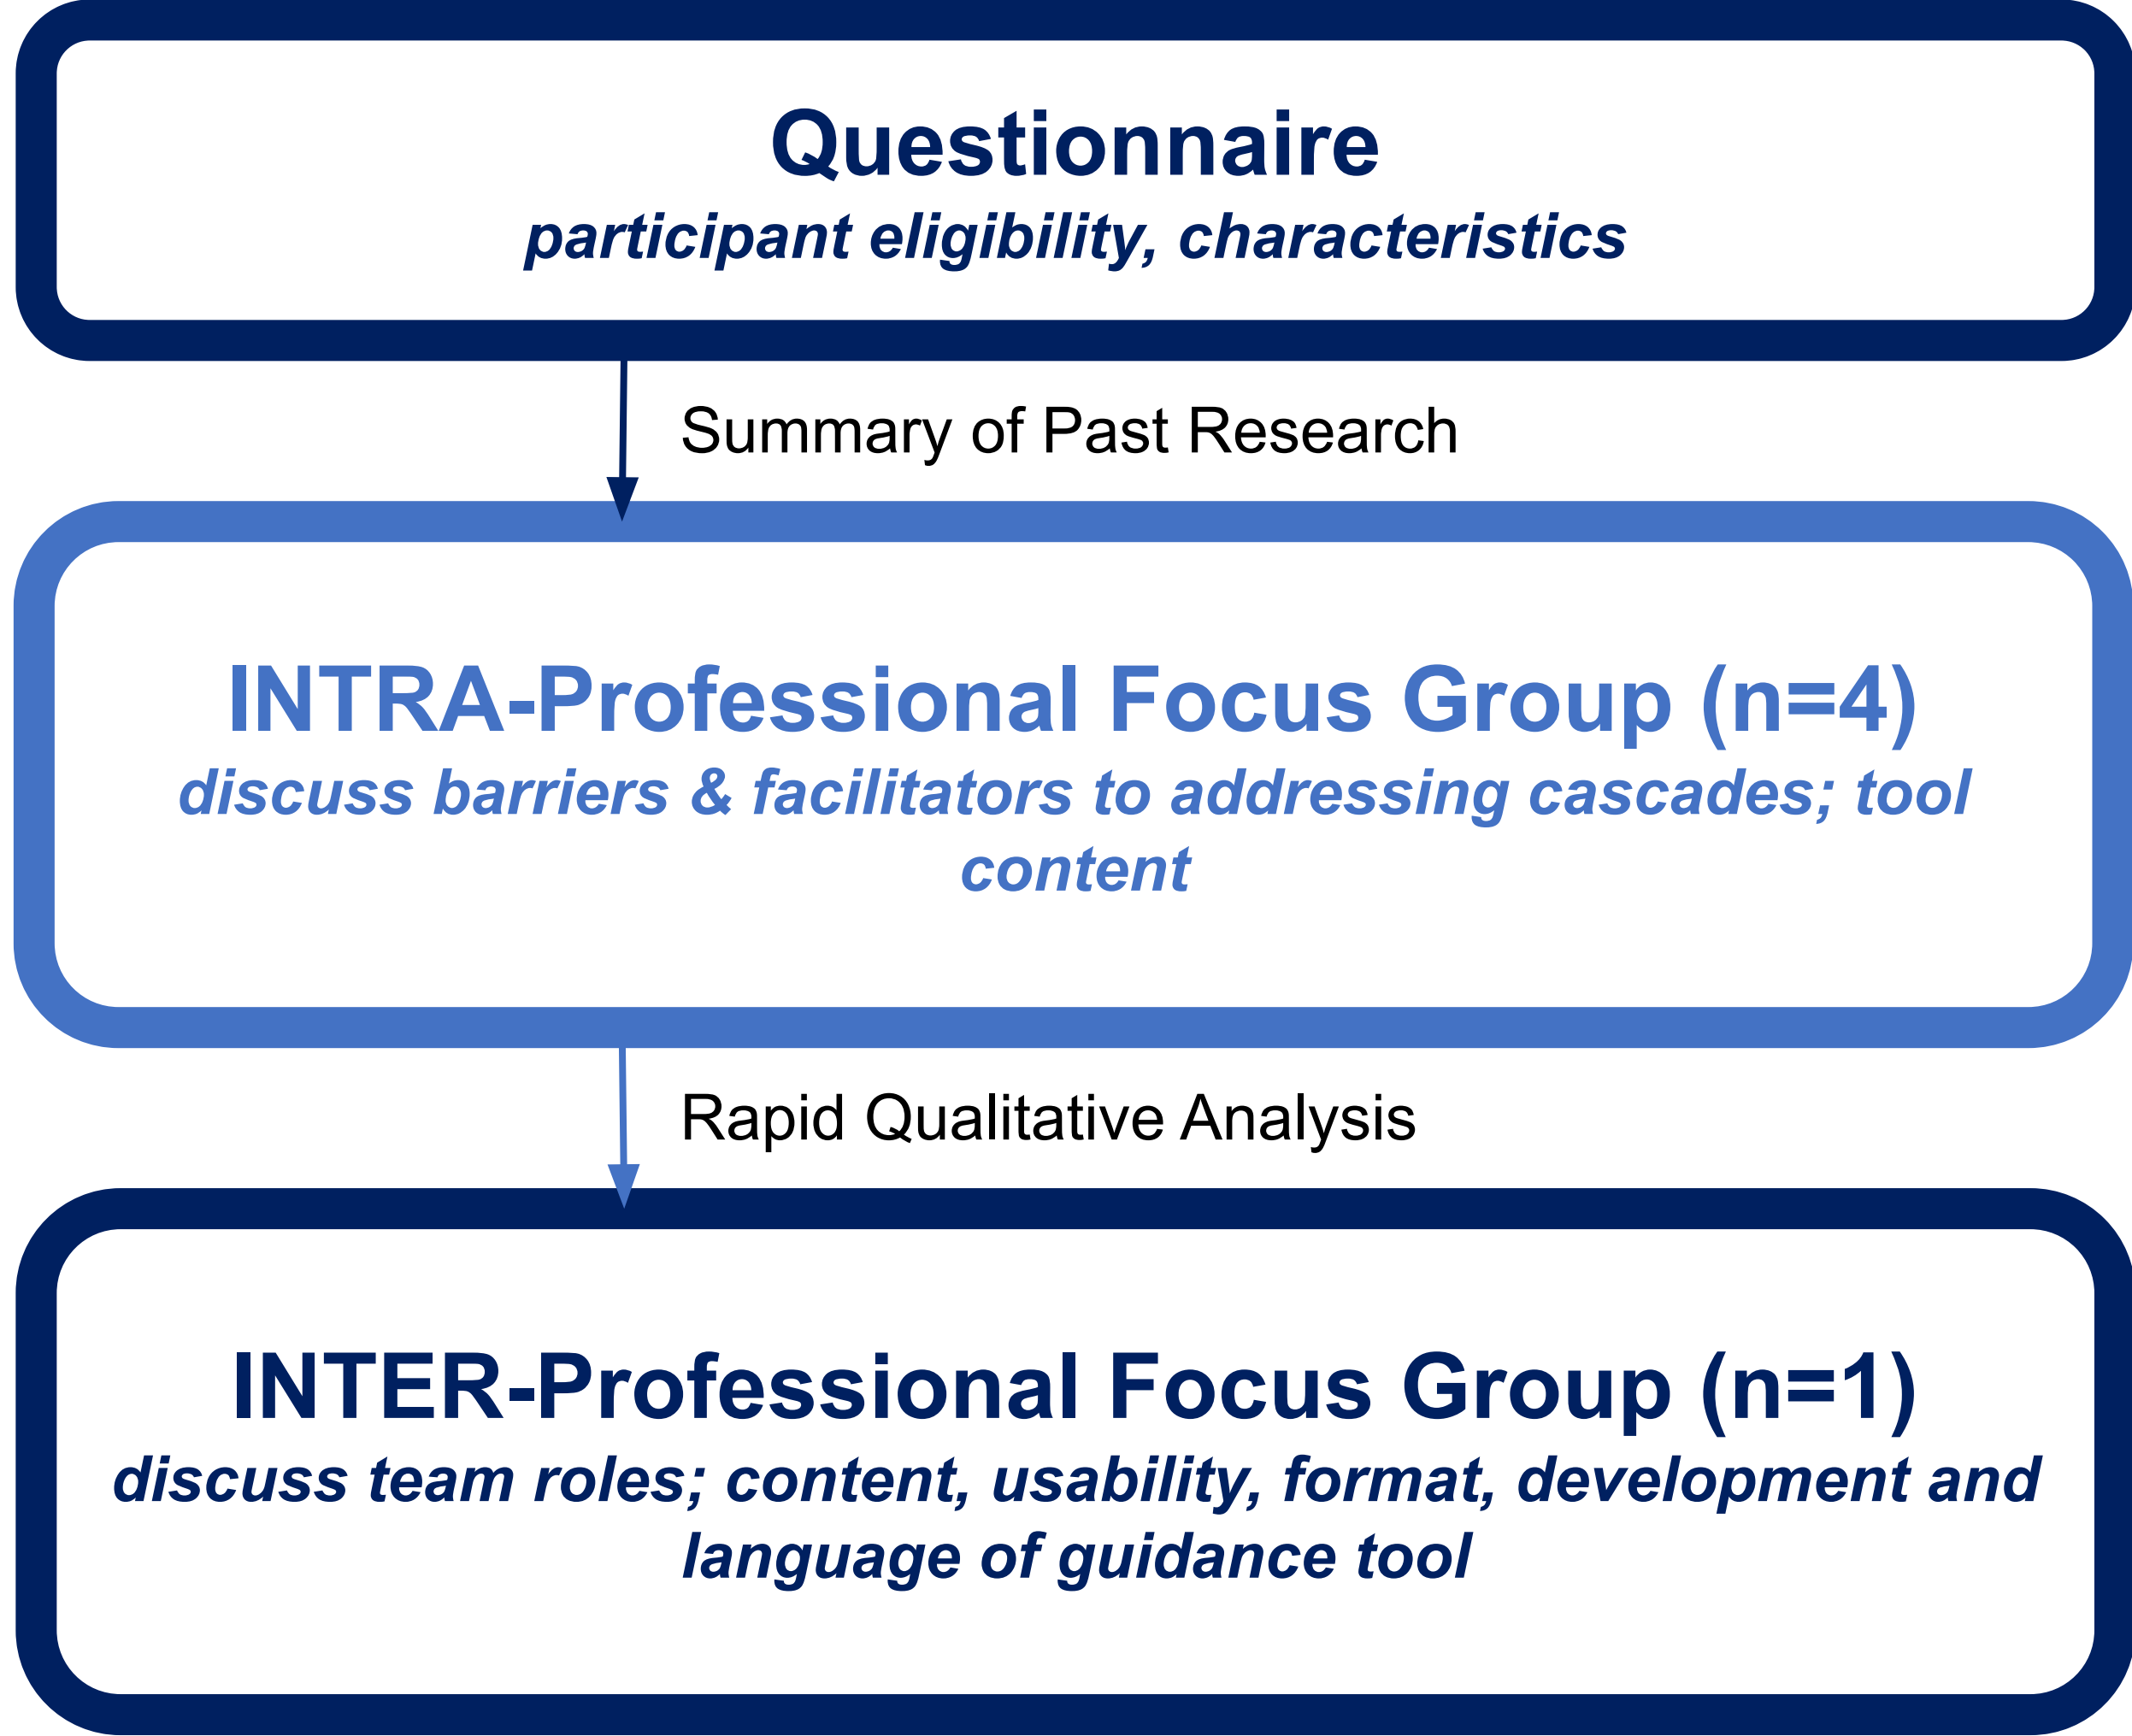 Questionnaire
participant eligibility, characteristics
Summary of Past Research
INTRA-Professional Focus Group (n=4)
discuss barriers & facilitators to addressing cascades; tool
content
Rapid Qualitative Analysis
INTER-Professional Focus Group (n=1)
discuss team roles; content, usability, format, development and
language of guidance tool